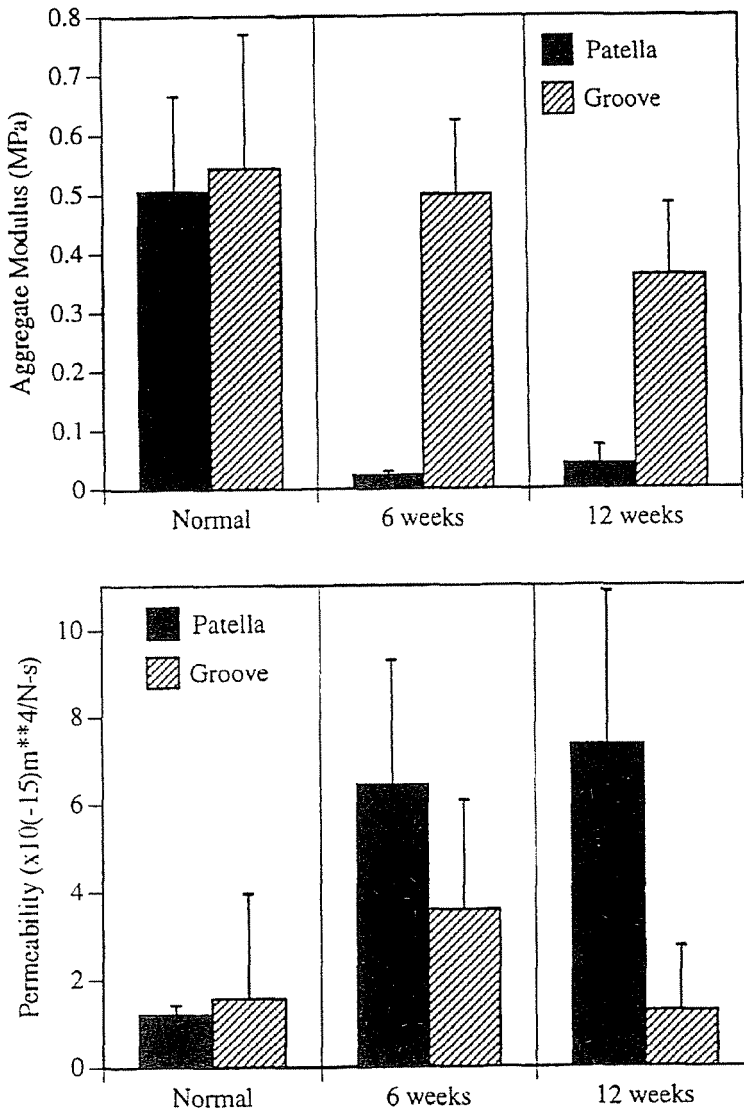 0.8
0.7
0.6
0.5
0.4
0.3
0.2
0.1
0
Aggregate Modulus (MPa)
Patella
Groove
Normal
6 weeks
12 weeks
10
8
6
4
2
0
Permeability (x10(-15)m**4/N-s)
Patella
Groove
Normal
6 weeks
12 weeks